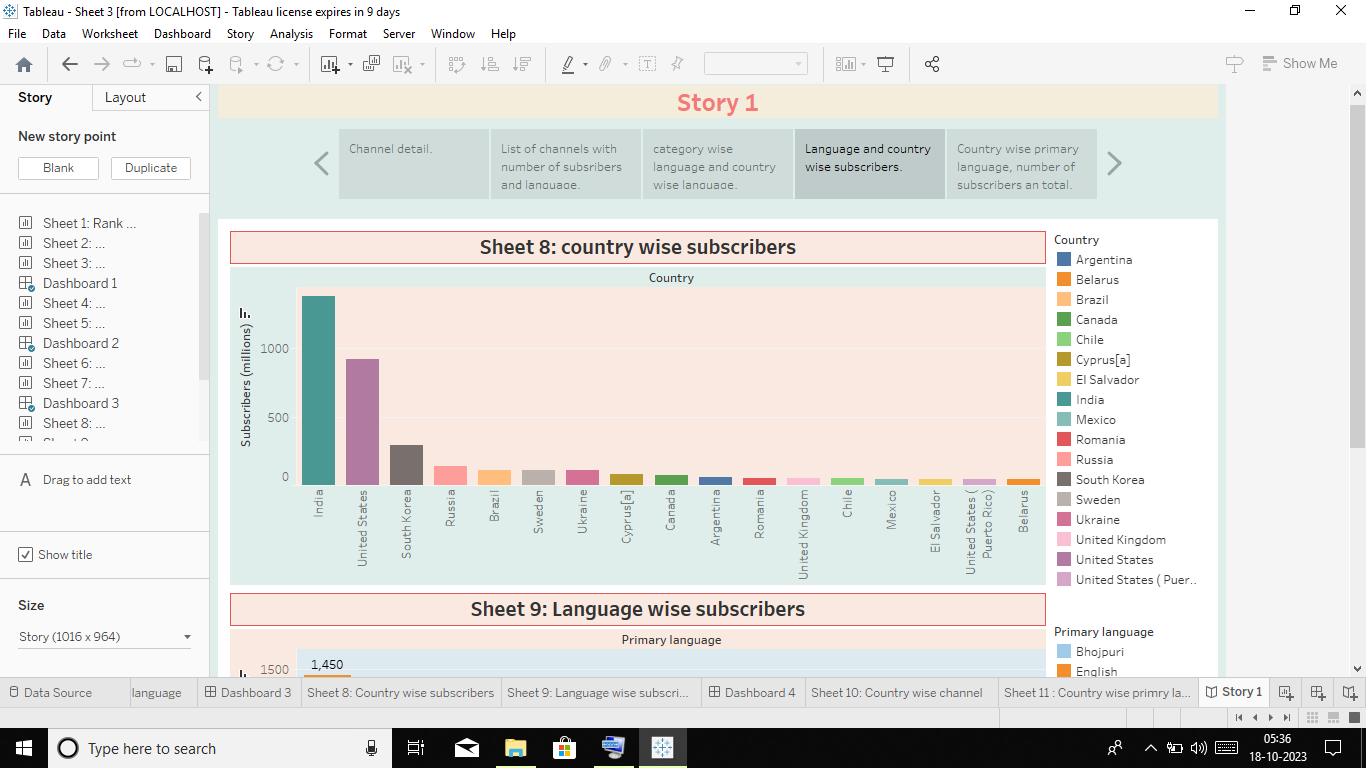 Tableau - Sheet 3 [from LOCALHOST] - Tableau license expires in 9 days
File Data Worksheet Dashboard Story Analysis Format Server Window Help
Show Me
Story Layout
New story point
Blank Duplicate
Sheet 1: Rank ...
Sheet 2: ...
Sheet 3: ...
Dashboard 1
Sheet 4: ...
Sheet 5: ...
Dashboard 2
Sheet 6: ...
Sheet 7: ...
Dashboard 3
Sheet 8: ...
Drag to add text
Show title
Size
Story (1016 x 964)
Story 1
Channel detail.
List of channels with
number of subsribers
and language.
category wise
language and country
wise language.
Language and country
wise subscribers.
Country wise primary
language, number of
subscribers an total.
Sheet 8: country wise subscribers
Country
Subscribers (millions)
1000
500
0
India
United States
South Korea
Russia
Brazil
Sweden
Ukraine
Cyprus[a]
Canada
Argentina
Romania
United Kingdom
Chile
Mexico
El Salvador
United States (
Puerto Rico)
Belarus
Country
Argentina
Belarus
Brazil
Canada
Chile
Cyprus[a]
El Salvador
India
Mexico
Romania
Russia
South Korea
Sweden
Ukraine
United Kingdom
United States
United States ( Puer..
Sheet 9: Language wise subscribers
Primary language
1500
1,450
Primary language
Bhojpuri
English
Data Source language Dashboard 3 Sheet 8: Country wise subscribers Sheet 9: Language wise subscri... Dashboard 4 Sheet 10: Country wise channel Sheet 11 : Country wise primry la... Story 1
Type here to search
05:36
18-10-2023